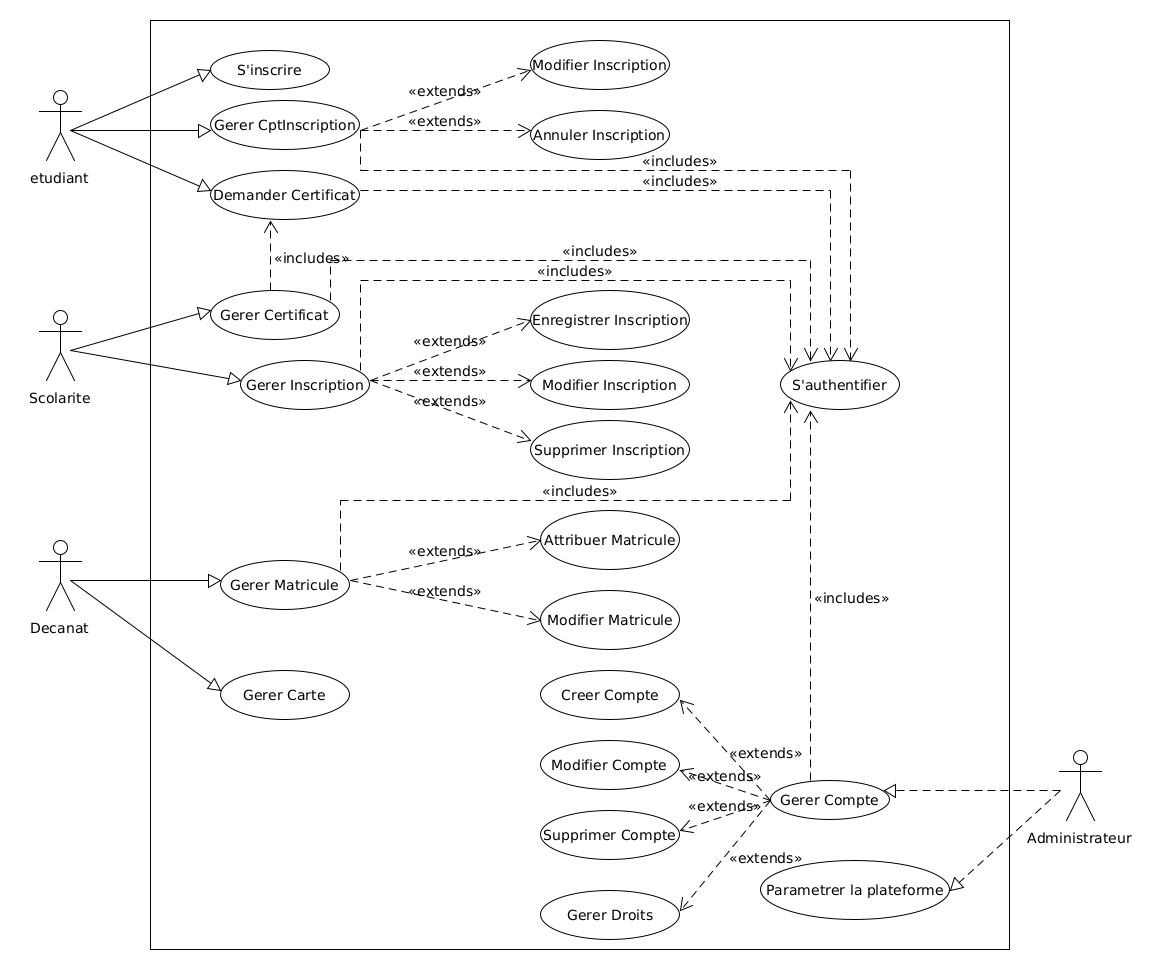 S'inscrire
Modifier Inscription
«extends»
Gerer CptInscription
«extends»
Annuler Inscription
etudiant
«includes»
«includes»
Demander Certificat
«includes»
«includes»
«includes»
Gerer Certificat
Enregistrer Inscription
«extends»
Scolarite
Gerer Inscription
«extends»
Modifier Inscription
S'authentifier
«extends»
Supprimer Inscription
«includes»
Attribuer Matricule
«extends»
Decanat
Gerer Matricule
«extends»
Modifier Matricule
«includes»
Gerer Carte
Creer Compte
«extends»
Modifier Compte
«extends»
Gerer Compte
«extends»
Supprimer Compte
Administrateur
«extends»
Parametrer la plateforme
Gerer Droits